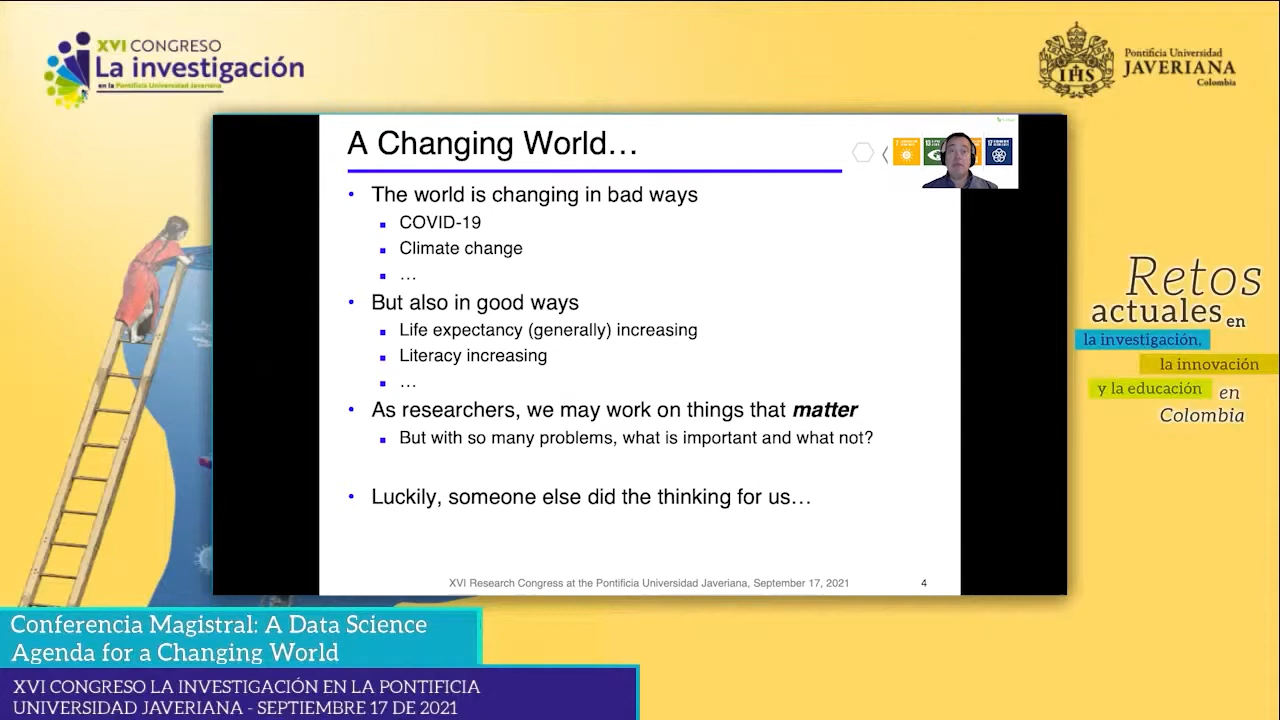 XVI CONGRESO
La investigación
en la Pontificia Universidad Javeriana
IHS
Pontificia Universidad
JAVERIANA
Colombia
A Changing World…
• The world is changing in bad ways
▪ COVID-19
▪ Climate change
▪ …
• But also in good ways
▪ Life expectancy (generally) increasing
▪ Literacy increasing
▪ …
• As researchers, we may work on things that matter
▪ But with so many problems, what is important and what not?
• Luckily, someone else did the thinking for us…
XVI Research Congress at the Pontificia Universidad Javeriana, September 17, 2021
4
Retos
actuales en
la investigación,
la innovación
y la educación en
Colombia
Conferencia Magistral: A Data Science
Agenda for a Changing World
XVI CONGRESO LA INVESTIGACIÓN EN LA PONTIFICIA
UNIVERSIDAD JAVERIANA - SEPTIEMBRE 17 DE 2021